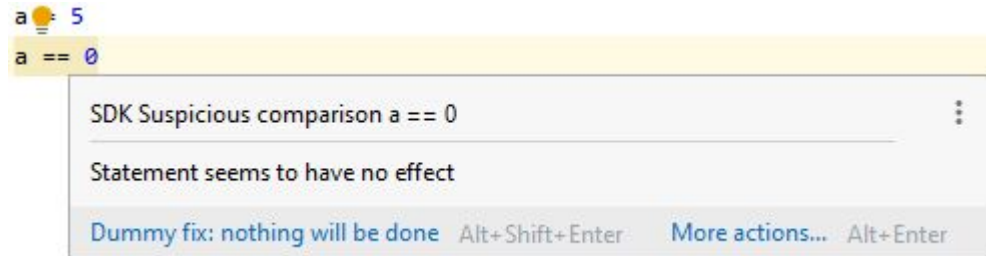 a = 5
a == 0
SDK Suspicious comparison a == 0
Statement seems to have no effect
Dummy fix: nothing will be done Alt+Shift+Enter More actions... Alt+Enter